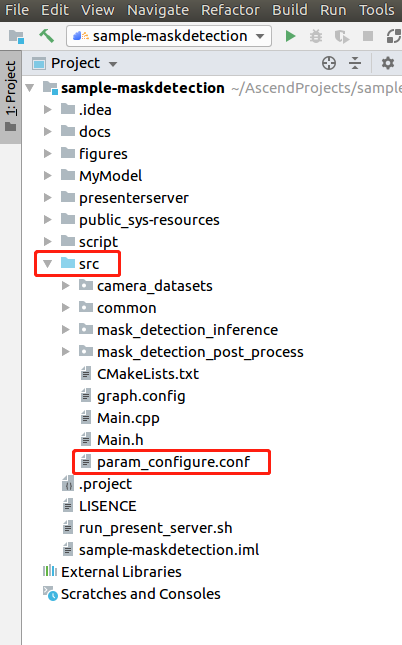 File Edit View Navigate Refactor Ascend Run Tools
sample-maskdetection
1: Project
Project
sample-maskdetection ~/AscendProjects/sample
.idea
docs
figures
MyModel
presenterserver
public_sys-resources
script
src
camera_datasets
common
mask_detection_inference
mask_detection_post_process
CMakeLists.txt
graph.config
Main.cpp
Main.h
param_configure.conf
.project
LISENCE
run_present_server.sh
sample-maskdetection.iml
External Libraries
Scratches and Consoles